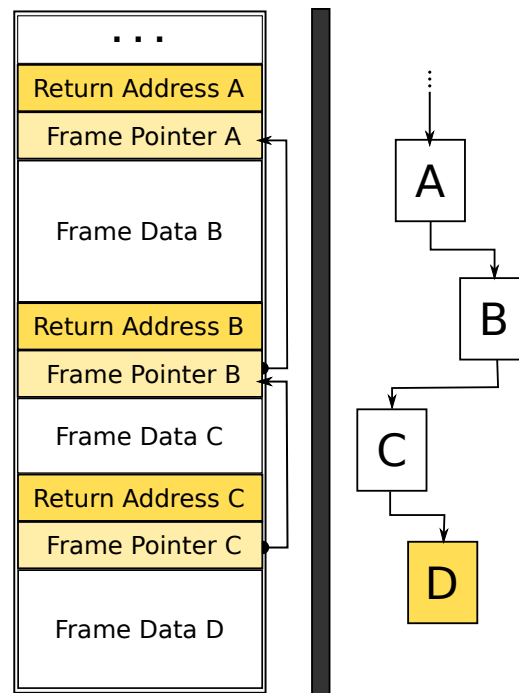 ...
Return Address A
Frame Pointer A
Frame Data B
Return Address B
Frame Pointer B
Frame Data C
Return Address C
Frame Pointer C
Frame Data D
A
B
C
D